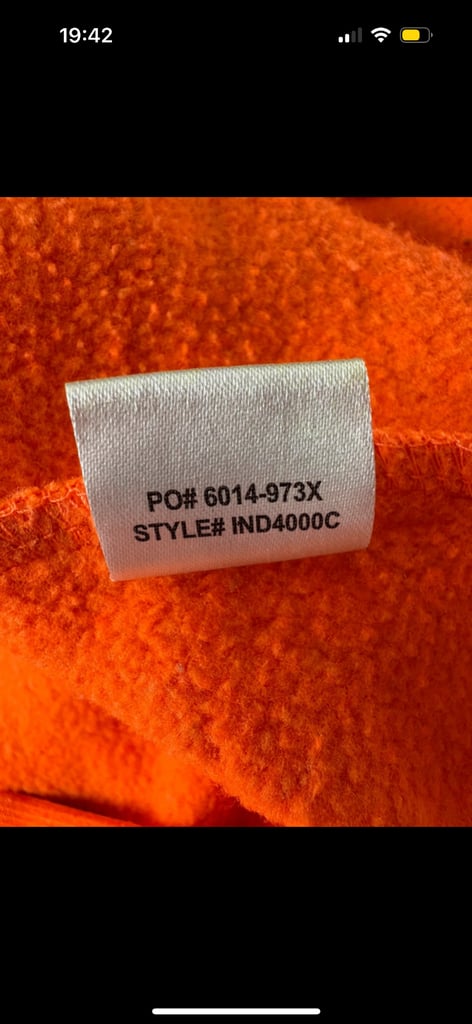 19:42
PO# 6014-973X
STYLE# IND4000C